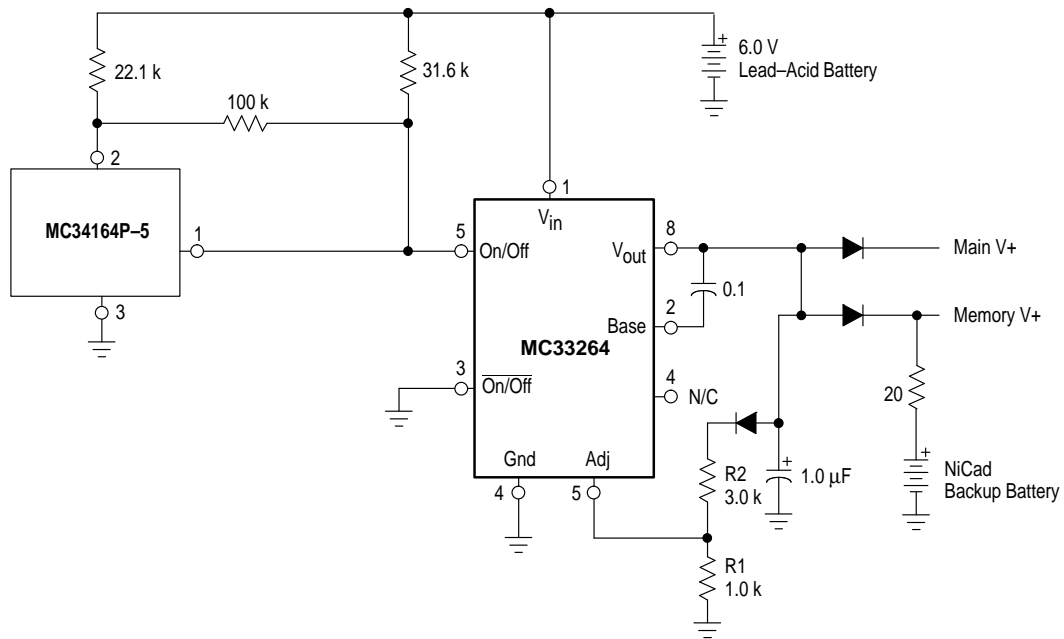 6.0 V
Lead–Acid Battery
22.1 k
31.6 k
100 k
2
MC34164P–5
1
3
1
Vin
5
On/Off
Vout
8
0.1
Base
2
MC33264
3
On/Off
4
N/C
Gnd
4
Adj
5
Main V+
Memory V+
20
NiCad
Backup Battery
R2
3.0 k
1.0 μF
R1
1.0 k